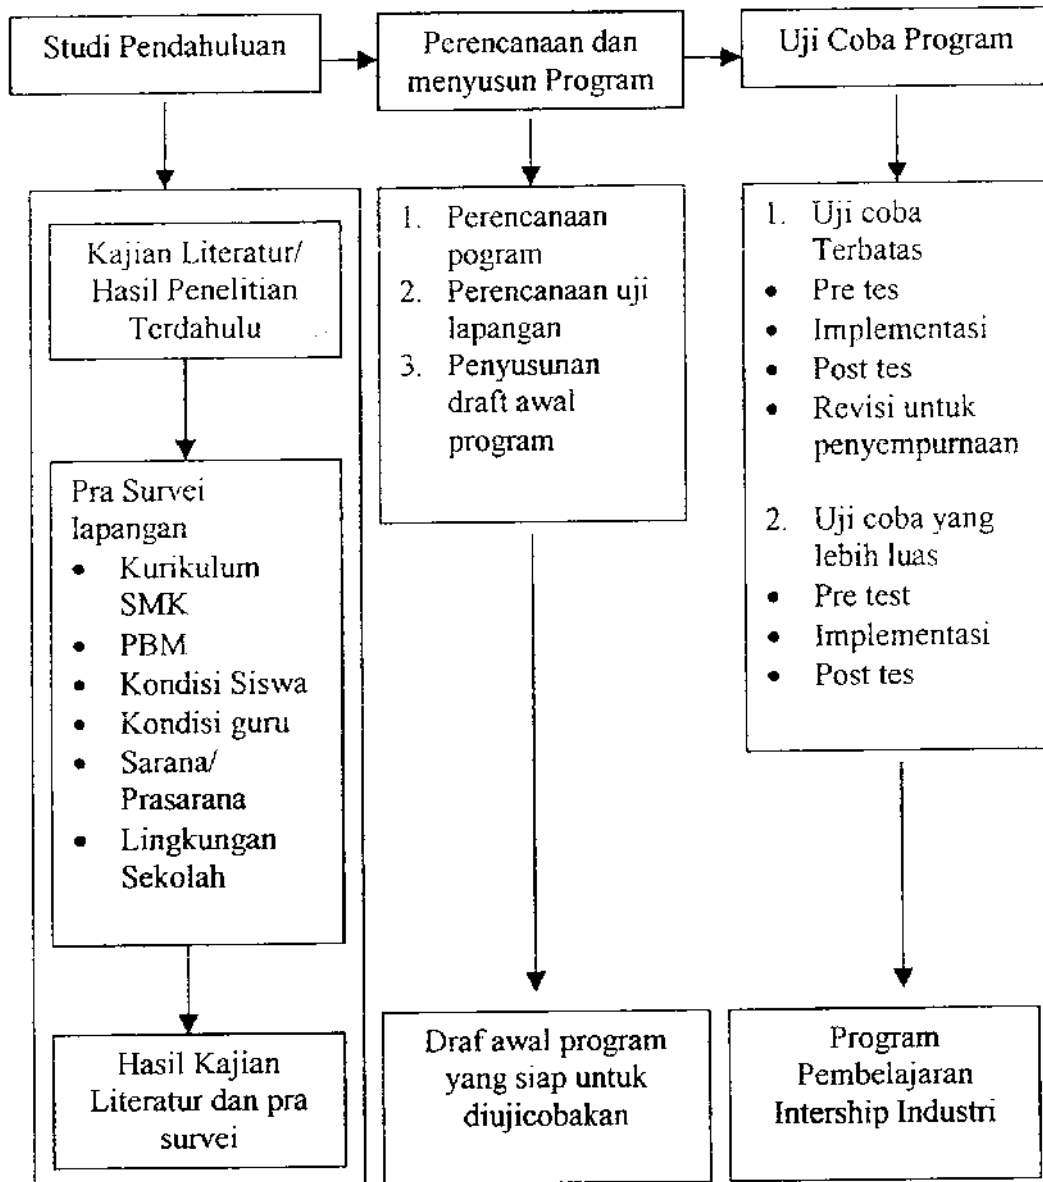 Studi Pendahuluan
Perencanaan dan
menyusun Program
Uji Coba Program
Kajian Literatur/
Hasil Penelitian
Terdahulu
Pra Survei
lapangan
• Kurikulum
SMK
• PBM
• Kondisi Siswa
• Kondisi guru
• Sarana/
Prasarana
• Lingkungan
Sekolah
Hasil Kajian
Literatur dan pra
survei
1. Perencanaan
pogram
2. Perencanaan uji
lapangan
3. Penyusunan
draft awal
program
Draf awal program
yang siap untuk
diujicobakan
1. Uji coba
Terbatas
• Pre tes
• Implementasi
• Post tes
• Revisi untuk
penyempurnaan
2. Uji coba yang
lebih luas
• Pre test
• Implementasi
• Post tes
Program
Pembelajaran
Intership Industri